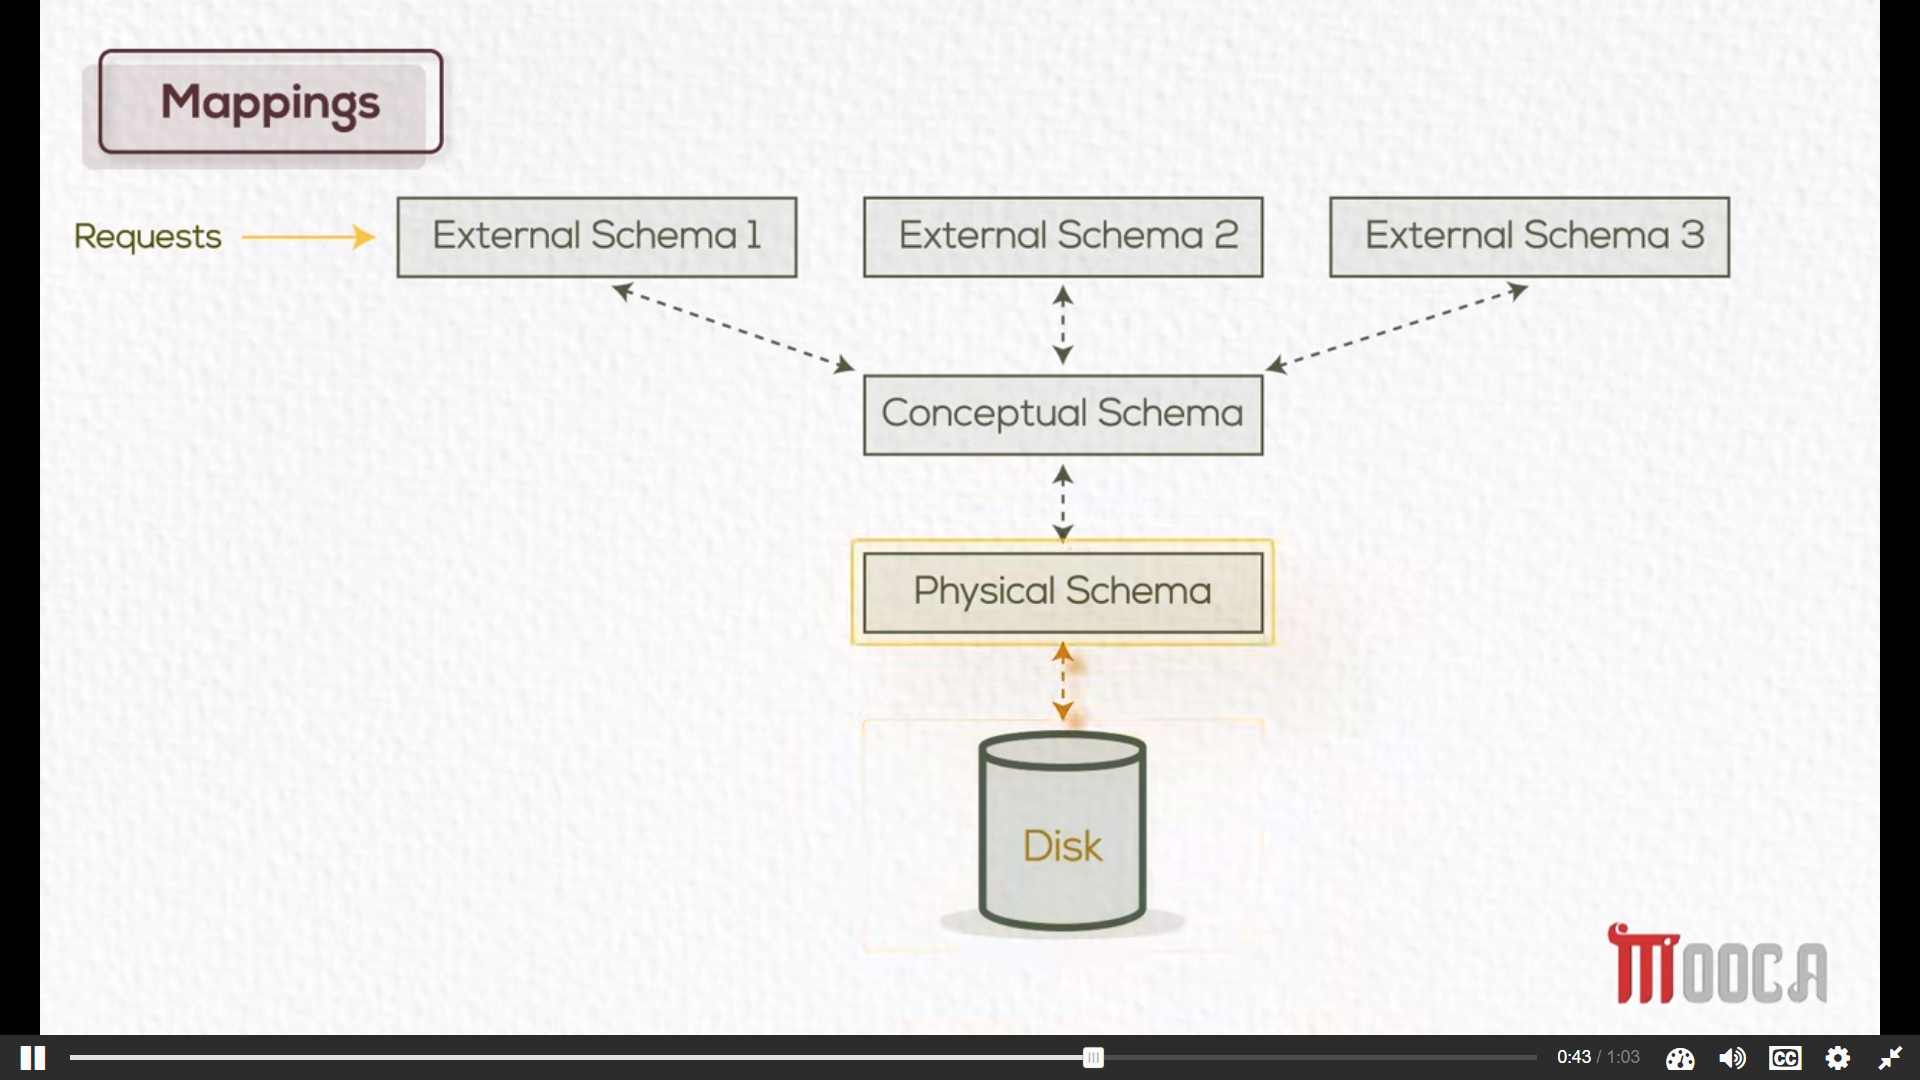 Mappings
Requests
External Schema 1
External Schema 2
External Schema 3
Conceptual Schema
Physical Schema
Disk
MOOCA
0:43 / 1:03
CC